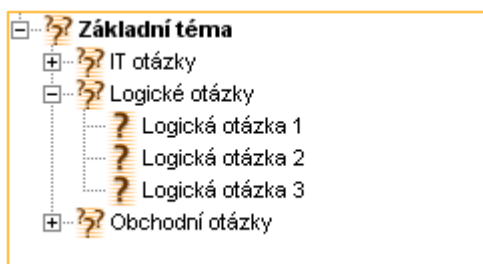 Základní téma
IT otázky
Logické otázky
Logická otázka 1
Logická otázka 2
Logická otázka 3
Obchodní otázky